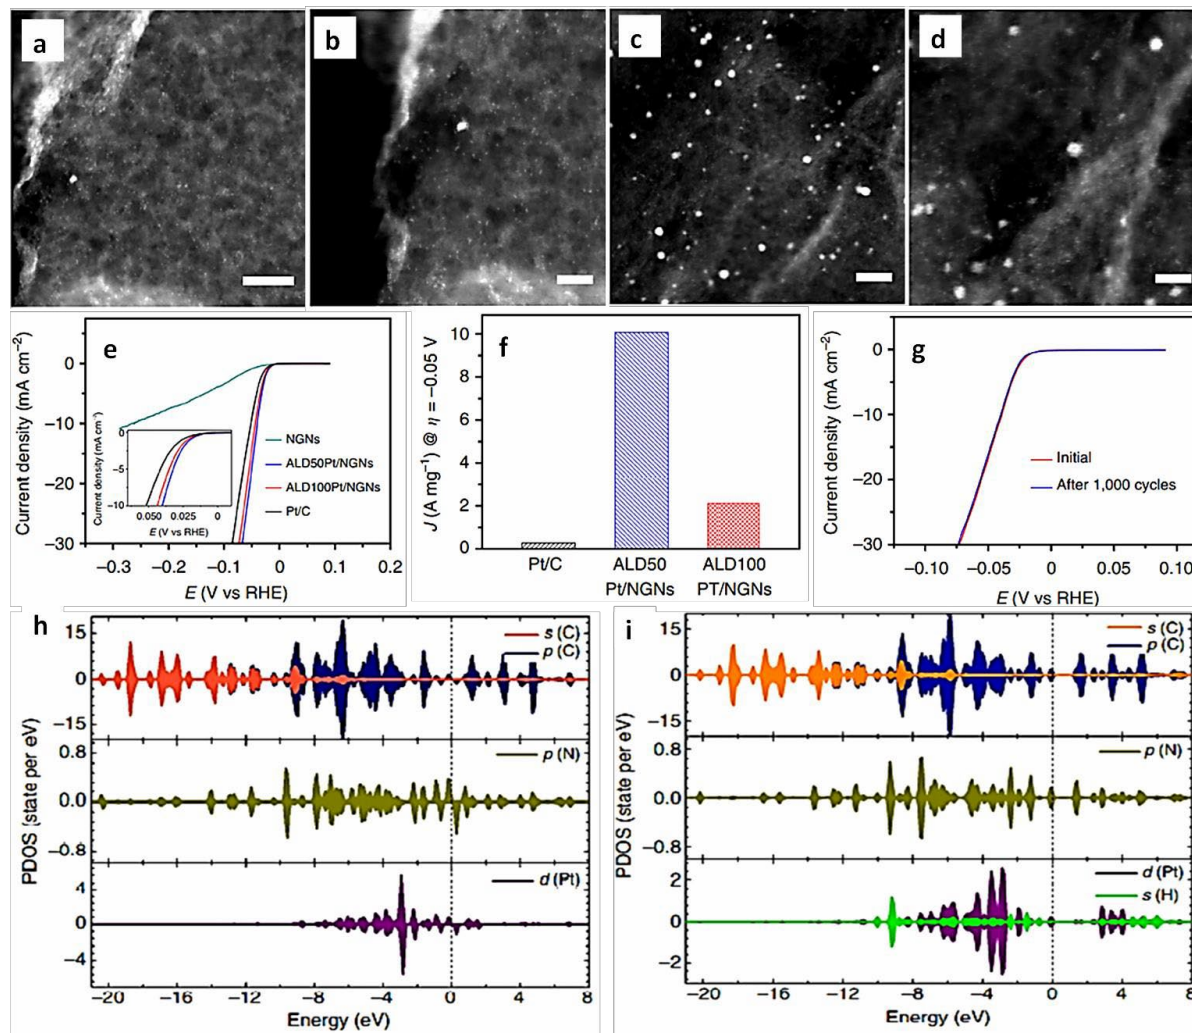 a
b
c
d
e
0
−10
−20
−30
−0.3
−0.2
−0.1
0
0.1
0.2
Current density (mA cm⁻²)
E (V vs RHE)
NGNs
ALD50Pt/NGNs
ALD100Pt/NGNs
Pt/C
0
−5
−10
0.050
0.025
0
Current density (mA cm⁻²)
E (V vs RHE)
f
10
8
6
4
2
0
J (A mg⁻¹) @ η = −0.05 V
Pt/C
ALD50
Pt/NGNs
ALD100
PT/NGNs
g
0
−10
−20
−30
−0.10
−0.05
0.00
0.05
0.10
Current density (mA cm⁻²)
E (V vs RHE)
Initial
After 1,000 cycles
h
15
0
−15
s (C)
p (C)
0.8
0.0
−0.8
p (N)
4
0
−4
d (Pt)
PDOS (state per eV)
−20
−16
−12
−8
−4
0
4
8
Energy (eV)
i
15
0
−15
s (C)
p (C)
0.8
0.0
−0.8
p (N)
2
0
−2
d (Pt)
s (H)
PDOS (state per eV)
−20
−16
−12
−8
−4
0
4
8
Energy (eV)